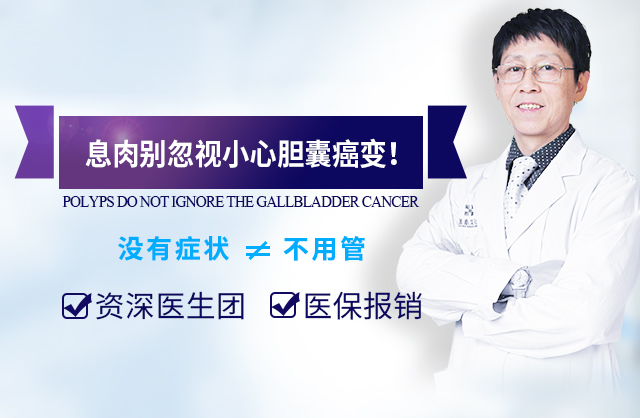 息肉别忽视小心胆囊癌变!
POLYPS DO NOT IGNORE THE GALLBLADDER CANCER
没有症状 ≠ 不用管
资深医生团 医保报销